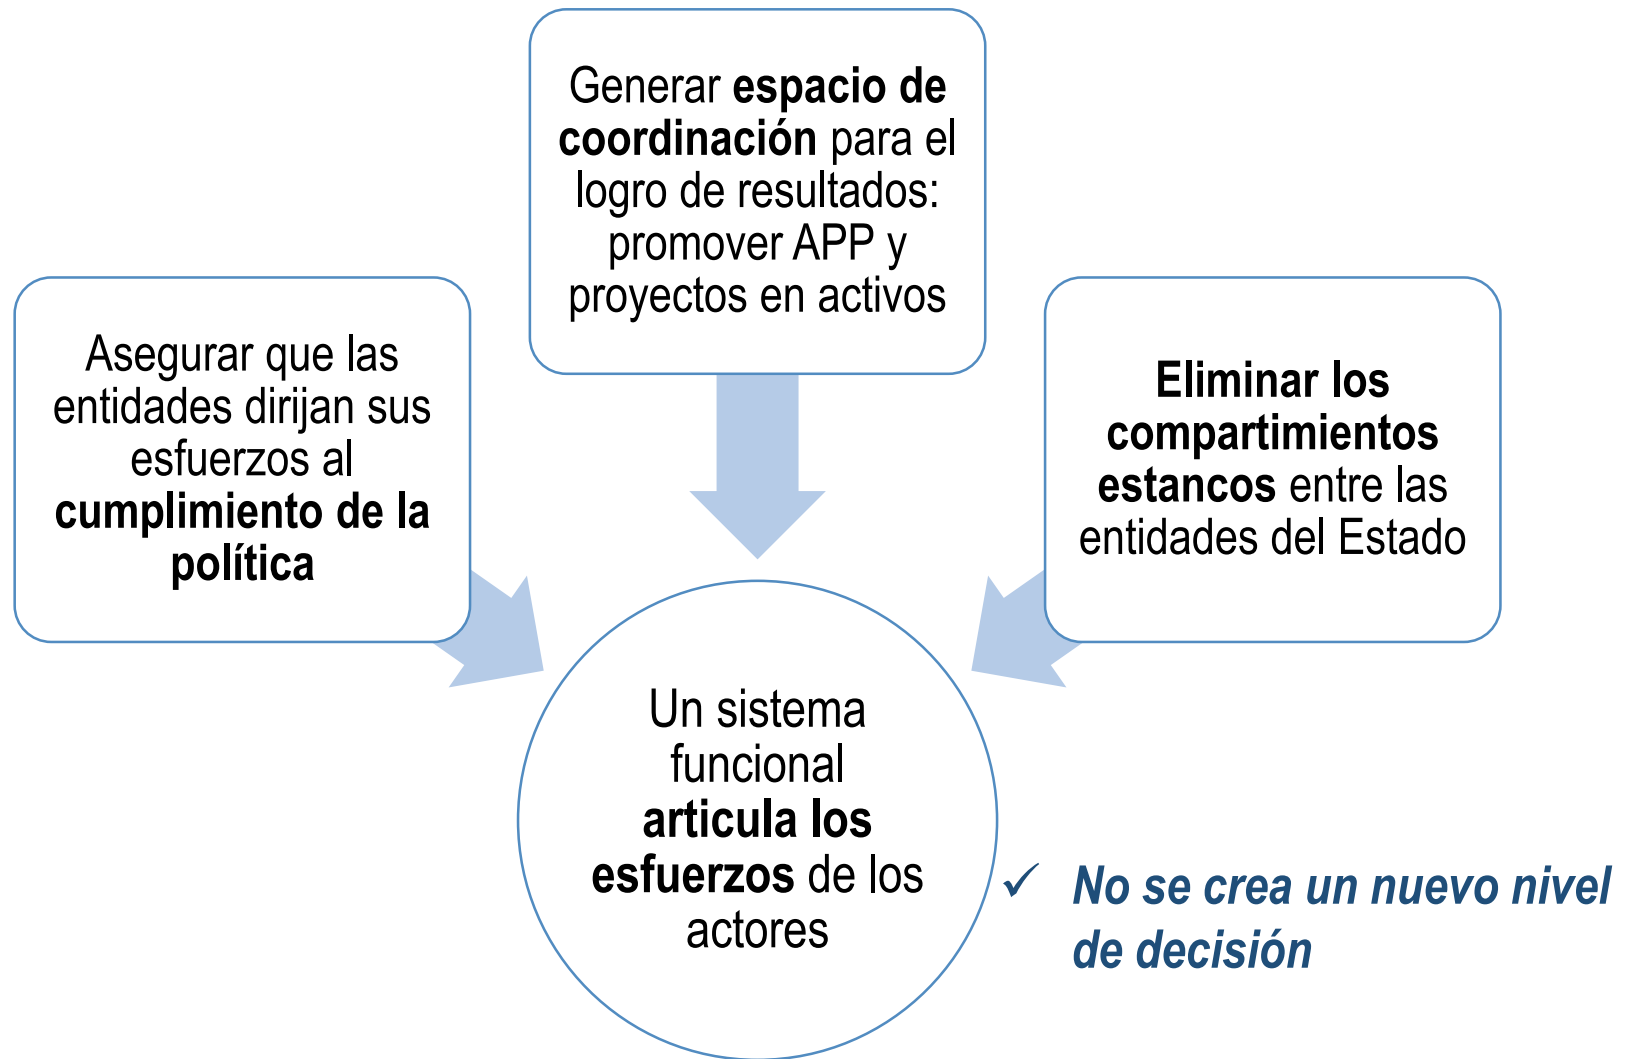 Generar espacio de
coordinación para el
logro de resultados:
promover APP y
proyectos en activos
Asegurar que las
entidades dirijan sus
esfuerzos al
cumplimiento de la
política
Eliminar los
compartimientos
estancos entre las
entidades del Estado
Un sistema
funcional
articula los
esfuerzos de los
actores
✓ No se crea un nuevo nivel
de decisión